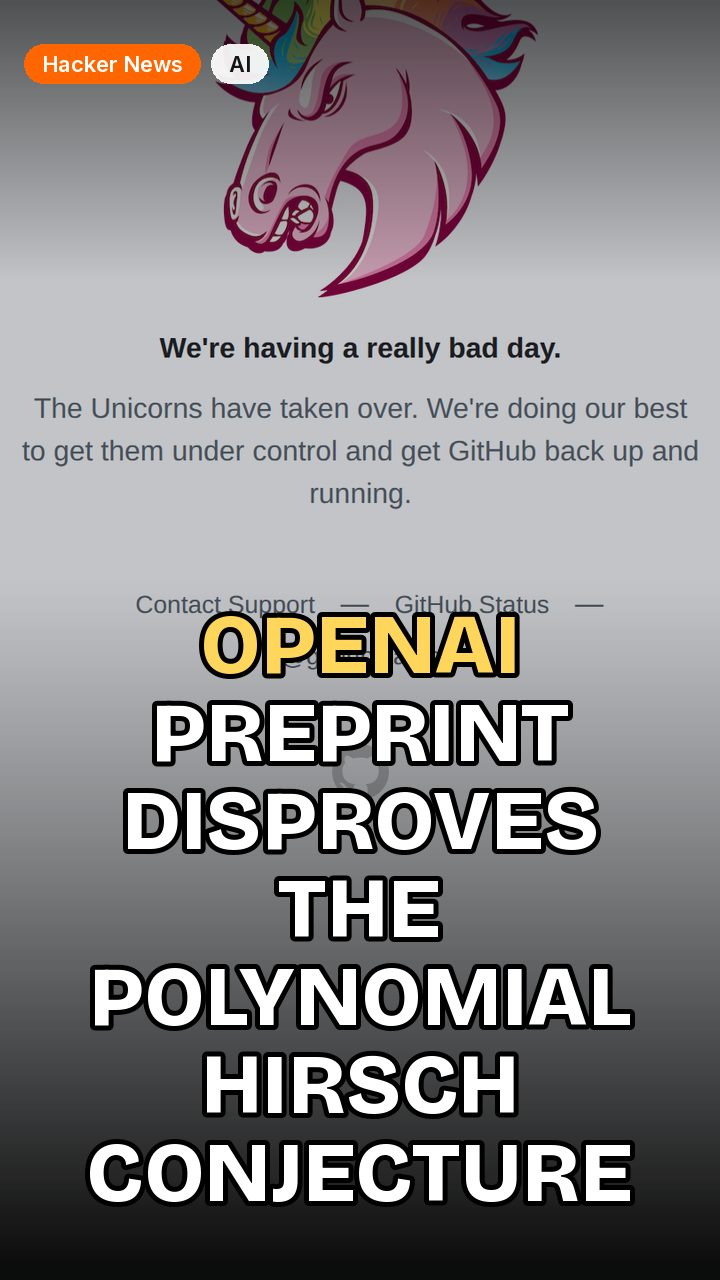 Hacker News AI
We're having a really bad day.
The Unicorns have taken over. We're doing our best
to get them under control and get GitHub back up and
running.
Contact Support — GitHub Status —
OPENAI
PREPRINT
DISPROVES
THE
POLYNOMIAL
HIRSCH
CONJECTURE